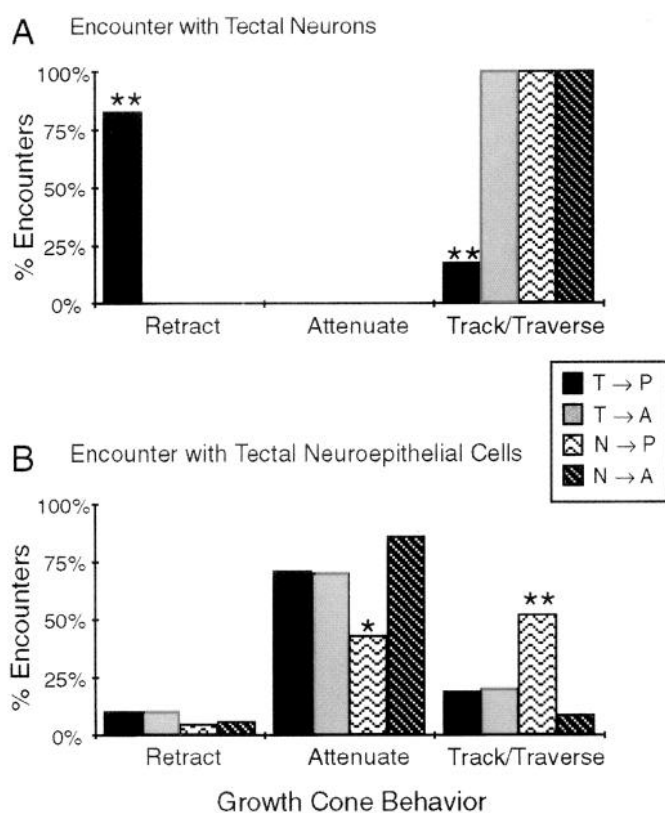 A Encounter with Tectal Neurons
% Encounters
100%
75%
50%
25%
0%
**
**
Retract Attenuate Track/Traverse
T → P
T → A
N → P
N → A
B Encounter with Tectal Neuroepithelial Cells
% Encounters
100%
75%
50%
25%
0%
*
**
Retract Attenuate Track/Traverse
Growth Cone Behavior